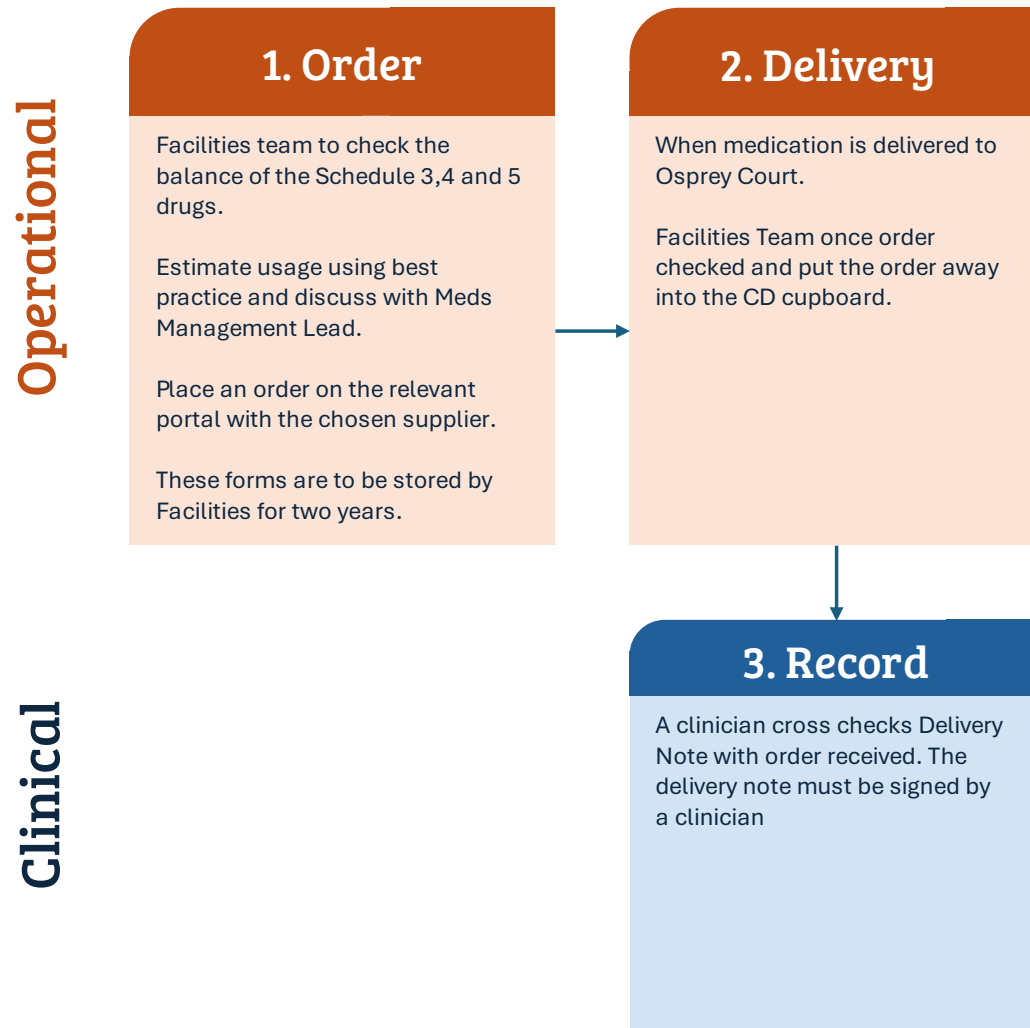 Operational
1. Order
Facilities team to check the
balance of the Schedule 3,4 and 5
drugs.
Estimate usage using best
practice and discuss with Meds
Management Lead.
Place an order on the relevant
portal with the chosen supplier.
These forms are to be stored by
Facilities for two years.
2. Delivery
When medication is delivered to
Osprey Court.
Facilities Team once order
checked and put the order away
into the CD cupboard.
Clinical
3. Record
A clinician cross checks Delivery
Note with order received. The
delivery note must be signed by
a clinician